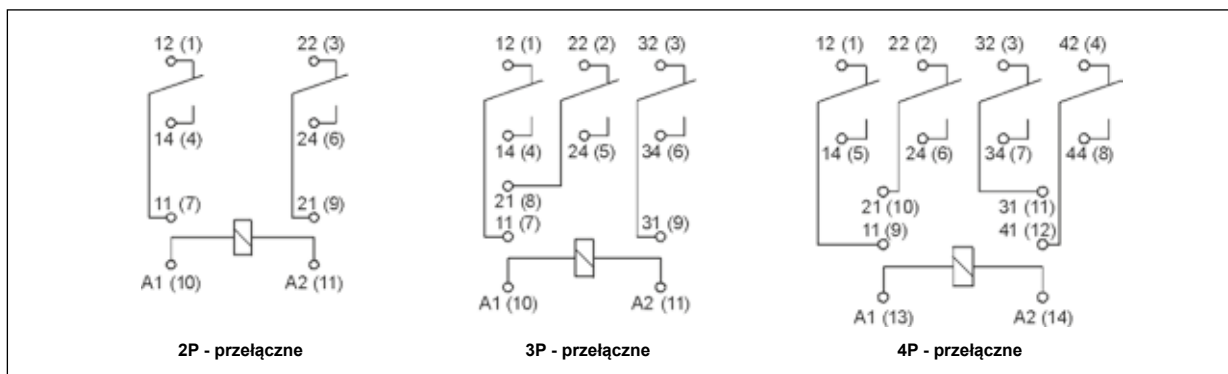 12 (1) 22 (3)
14 (4) 24 (6)
11 (7) 21 (9)
A1 (10) A2 (11)
2P - przełączne
12 (1) 22 (2) 32 (3)
14 (4) 24 (5) 34 (6)
21 (8)
11 (7) 31 (9)
A1 (10) A2 (11)
3P - przełączne
12 (1) 22 (2) 32 (3) 42 (4)
14 (5) 24 (6) 34 (7) 44 (8)
21 (10) 31 (11)
11 (9) 41 (12)
A1 (13) A2 (14)
4P - przełączne